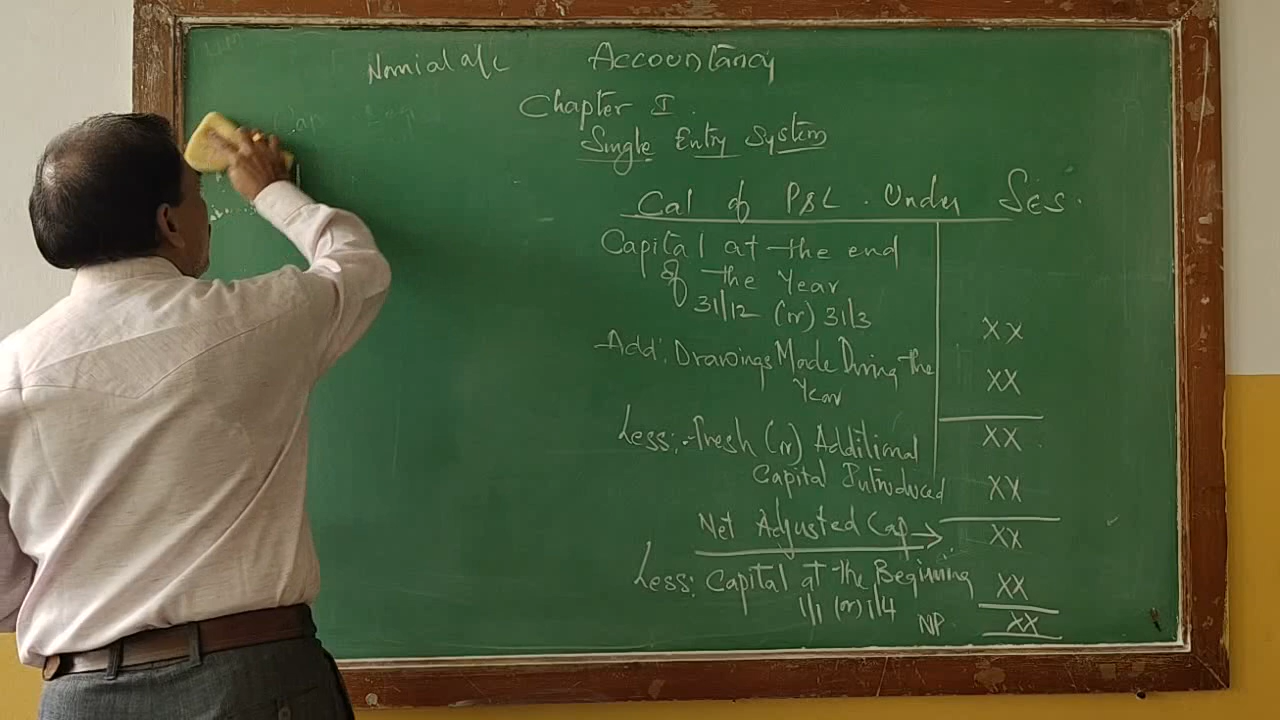 Nomial a/c
Accountancy
Chapter I.
Single Entry System
Cal of P&L. Under SES.
Capital at the end
of the Year
31/12 (or) 31/3
XX
Add: Drawings Made During the
Year
XX
Less: Fresh (or) Additional
XX
Capital Introduced
XX
Net Adjusted Cap →
XX
Less: Capital at the Beginning
XX
1/1 (or) 1/4
NP
XX
Cap